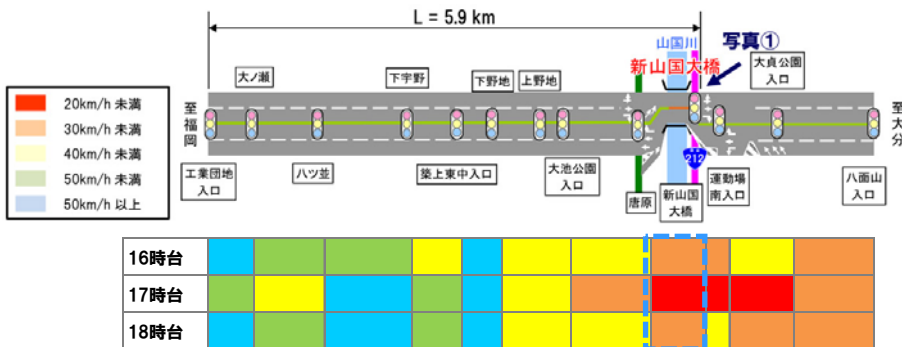 L = 5.9 km
山国川
写真①
新山国大橋
大ノ瀬
下宇野
下野地
上野地
大貞公園
入口
20km/h 未満
30km/h 未満
40km/h 未満
50km/h 未満
50km/h 以上
至福岡
至大分
工業団地
入口
八ツ並
築上東中入口
大池公園
入口
唐原
新山国
大橋
212
運動場
南入口
八面山
入口
16時台
17時台
18時台